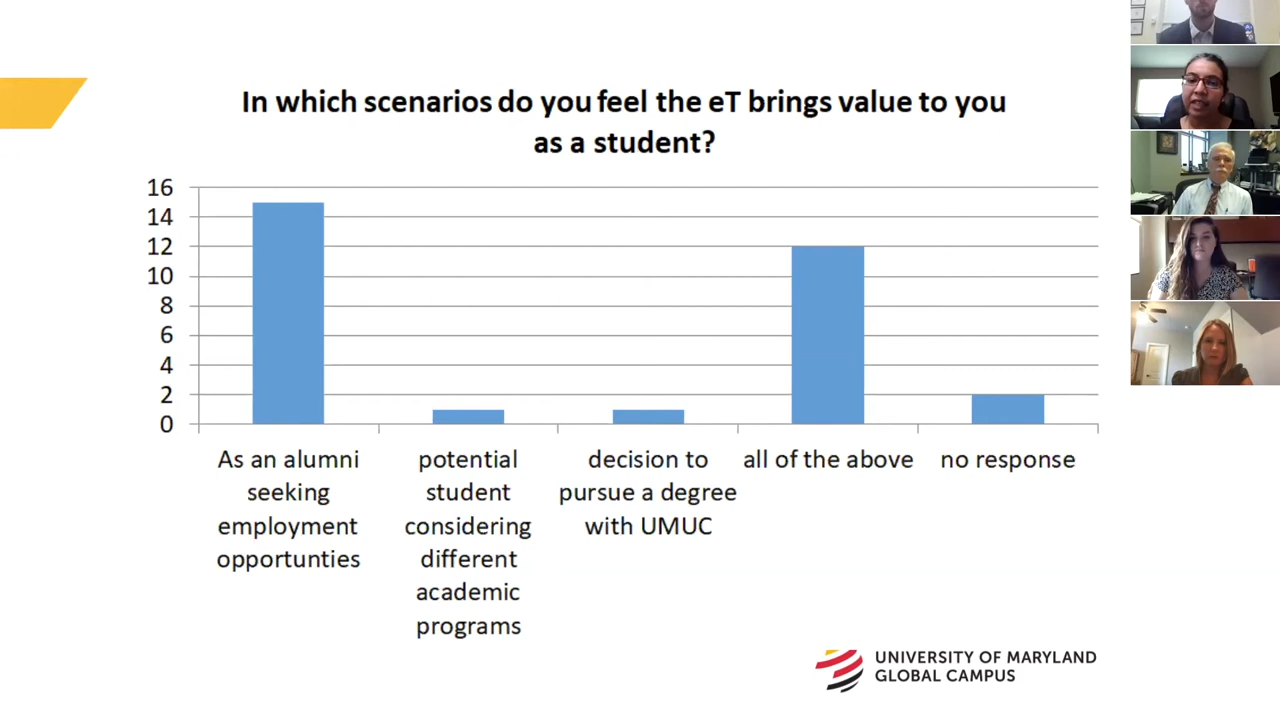 In which scenarios do you feel the eT brings value to you
as a student?
16
14
12
10
8
6
4
2
0
As an alumni
seeking
employment
opportunties
potential
student
considering
different
academic
programs
decision to
pursue a degree
with UMUC
all of the above
no response
UNIVERSITY OF MARYLAND
GLOBAL CAMPUS